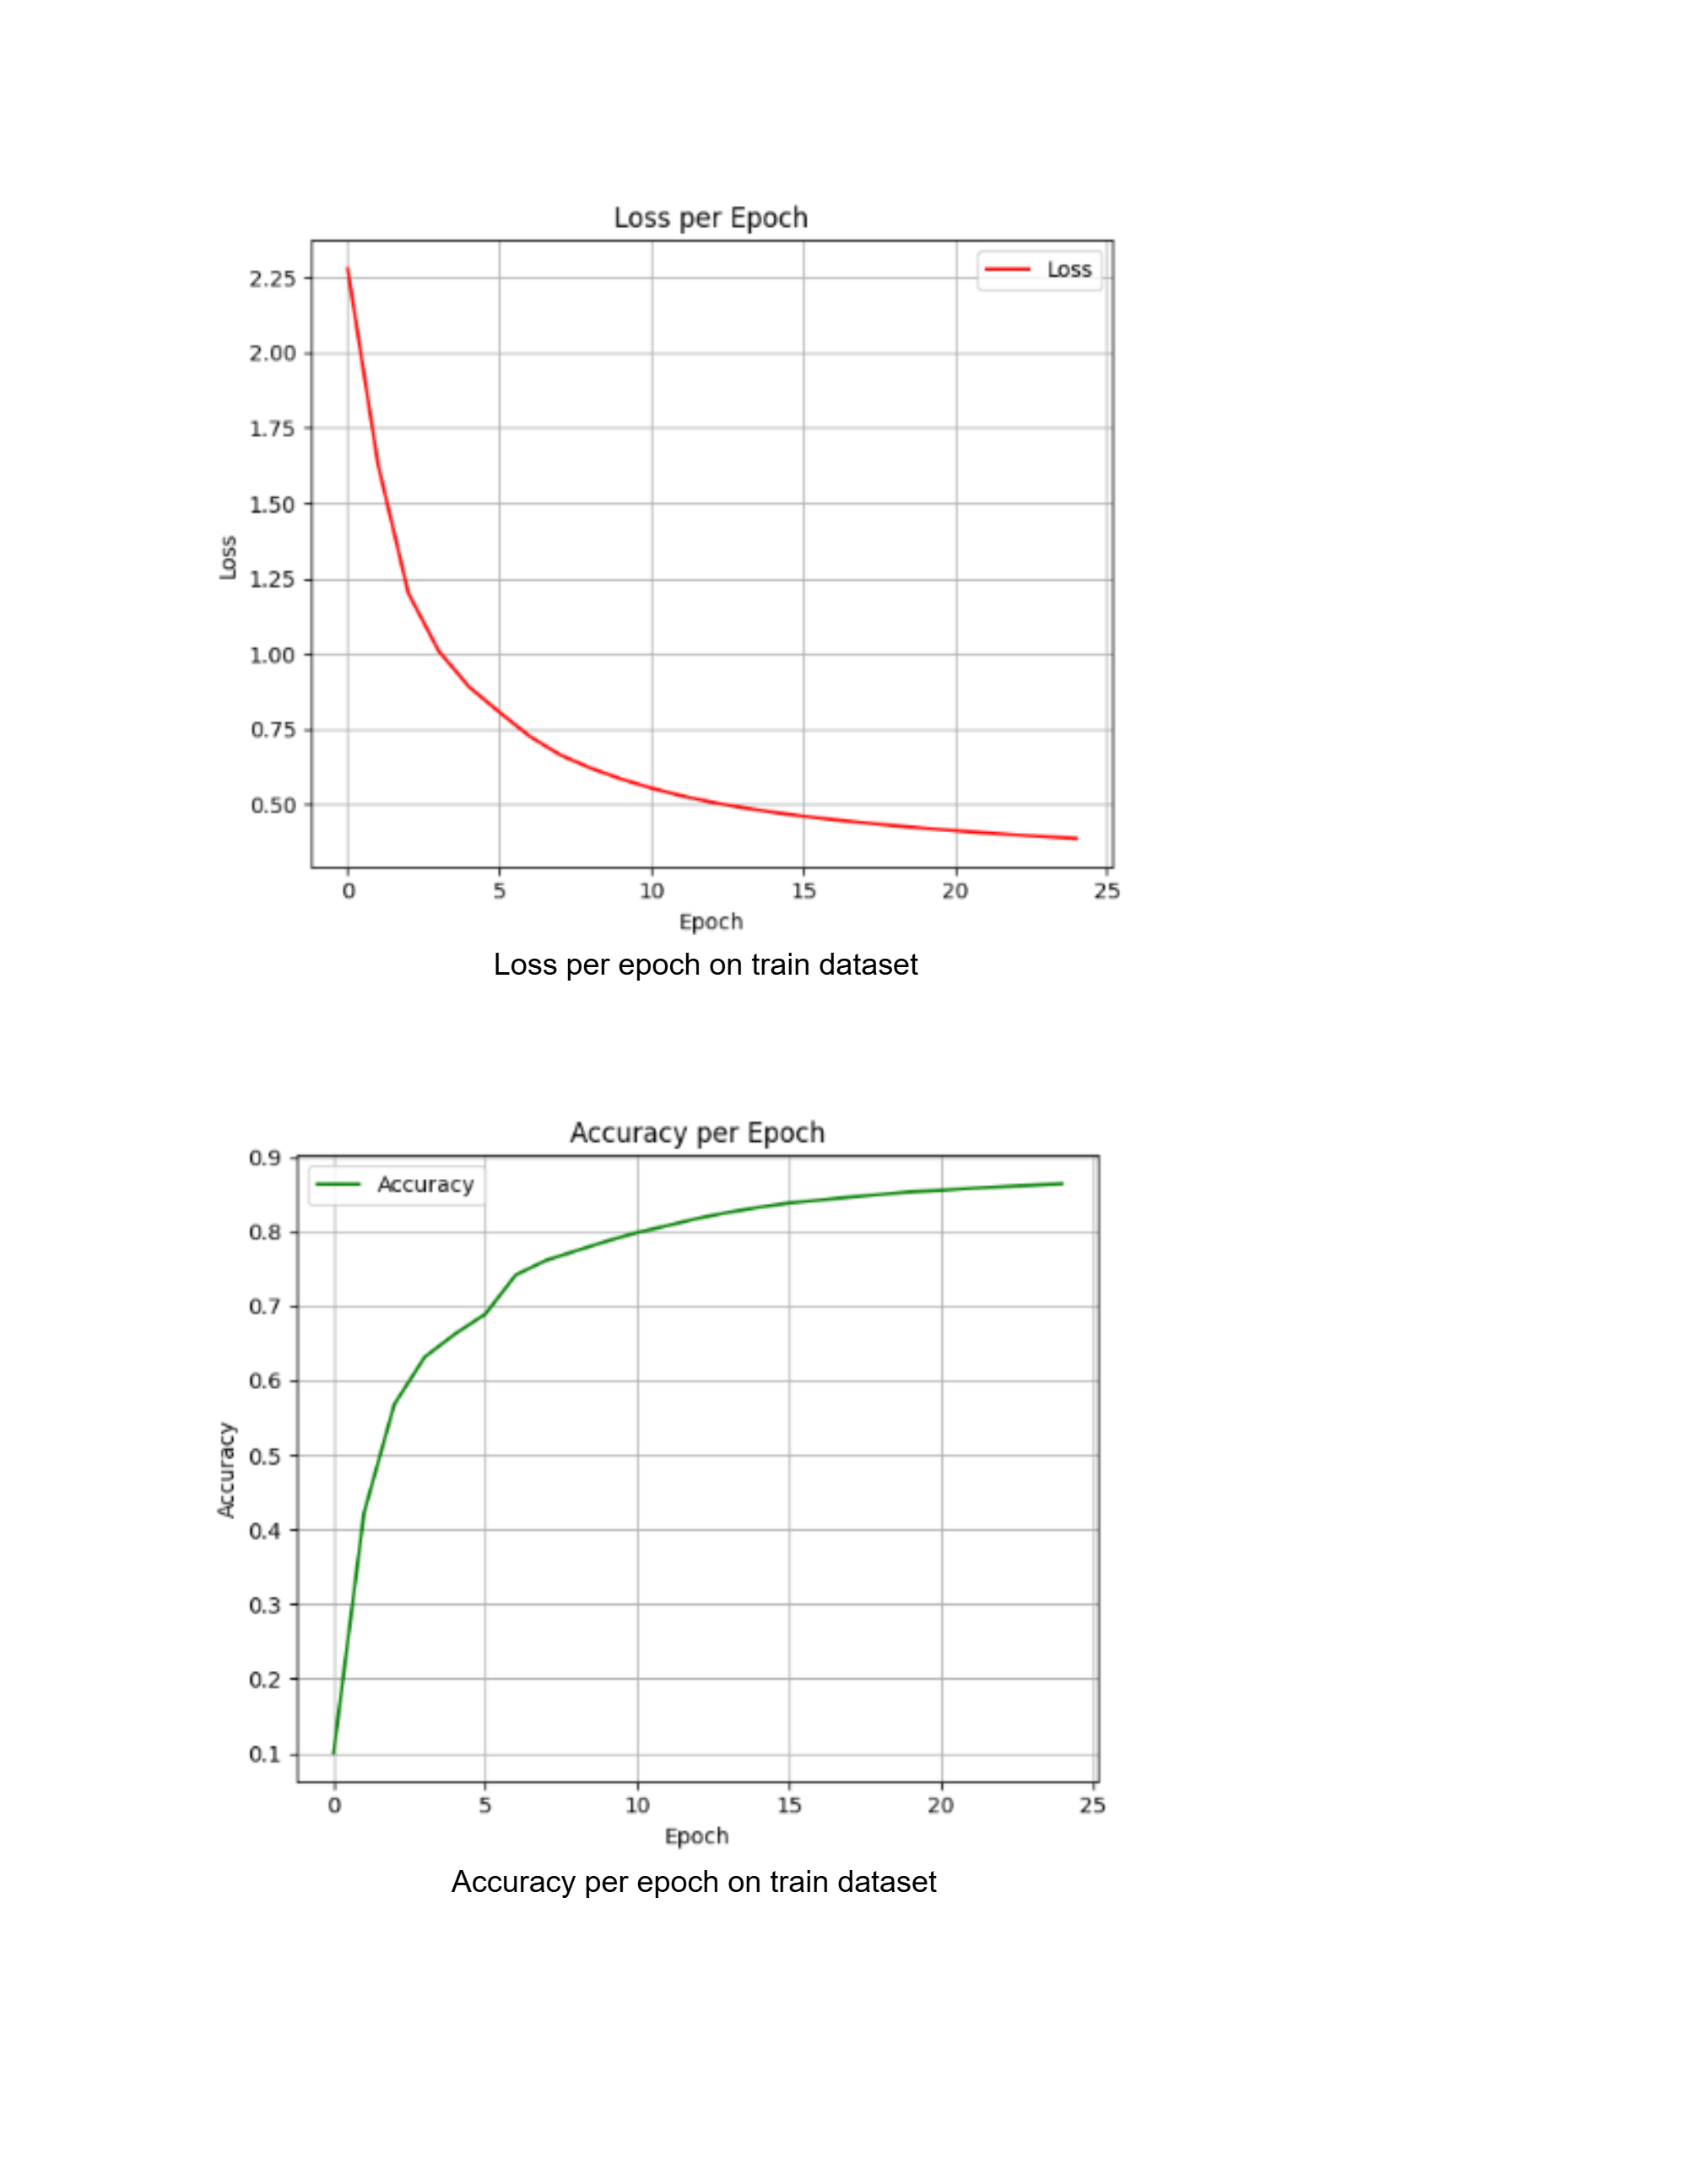 Loss per Epoch
Loss
2.25
2.00
1.75
1.50
1.25
1.00
0.75
0.50
Loss
0 5 10 15 20 25
Epoch
Loss per epoch on train dataset
Accuracy per Epoch
Accuracy
0.9
0.8
0.7
0.6
0.5
0.4
0.3
0.2
0.1
Accuracy
0 5 10 15 20 25
Epoch
Accuracy per epoch on train dataset